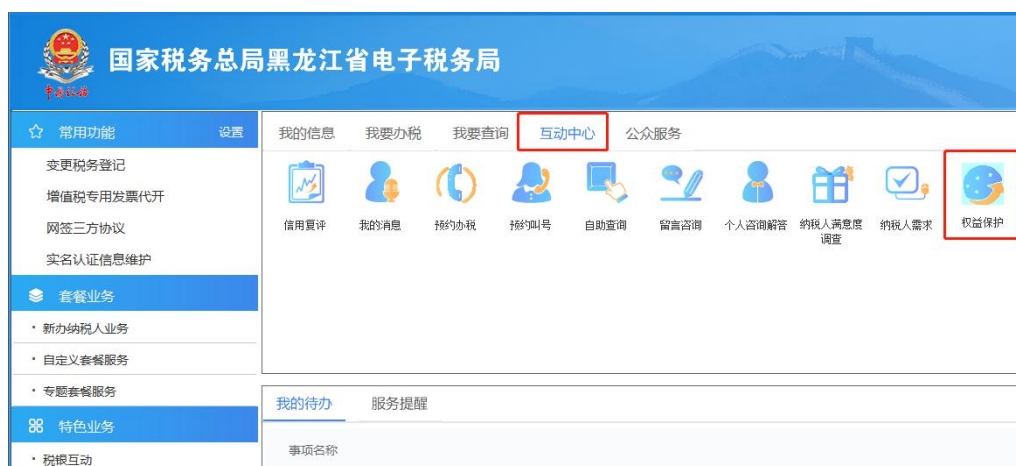 国家税务总局黑龙江省电子税务局
中国税务
常用功能 设置
变更税务登记
增值税专用发票代开
网签三方协议
实名认证信息维护
套餐业务
· 新办纳税人业务
· 自定义套餐服务
· 专题套餐服务
特色业务
· 税银互动
我的信息 我要办税 我要查询 互动中心 公众服务
信用复评 我的消息 预约办税 预约叫号 自助查询 留言咨询 个人咨询解答 纳税人满意度 纳税人需求 权益保护
调查
我的待办 服务提醒
事项名称